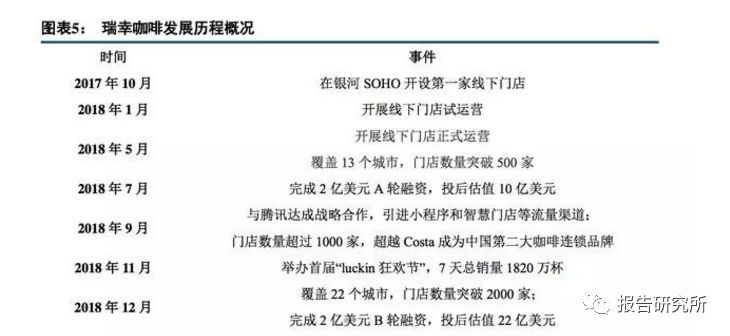 图表5： 瑞幸咖啡发展历程概况
时间 事件
2017 年 10 月 在银河 SOHO 开设第一家线下门店
2018 年 1 月 开展线下门店试运营
2018 年 5 月 开展线下门店正式运营
覆盖 13 个城市，门店数量突破 500 家
2018 年 7 月 完成 2 亿美元 A 轮融资，投后估值 10 亿美元
2018 年 9 月 与腾讯达成战略合作，引进小程序和智慧门店等流量渠道；
门店数量超过 1000 家，超越 Costa 成为中国第二大咖啡连锁品牌
2018 年 11 月 举办首届“luckin 狂欢节”，7 天总销量 1820 万杯
2018 年 12 月 覆盖 22 个城市，门店数量突破 2000 家；
完成 2 亿美元 B 轮融资，投后估值 22 亿美元
报告研究所